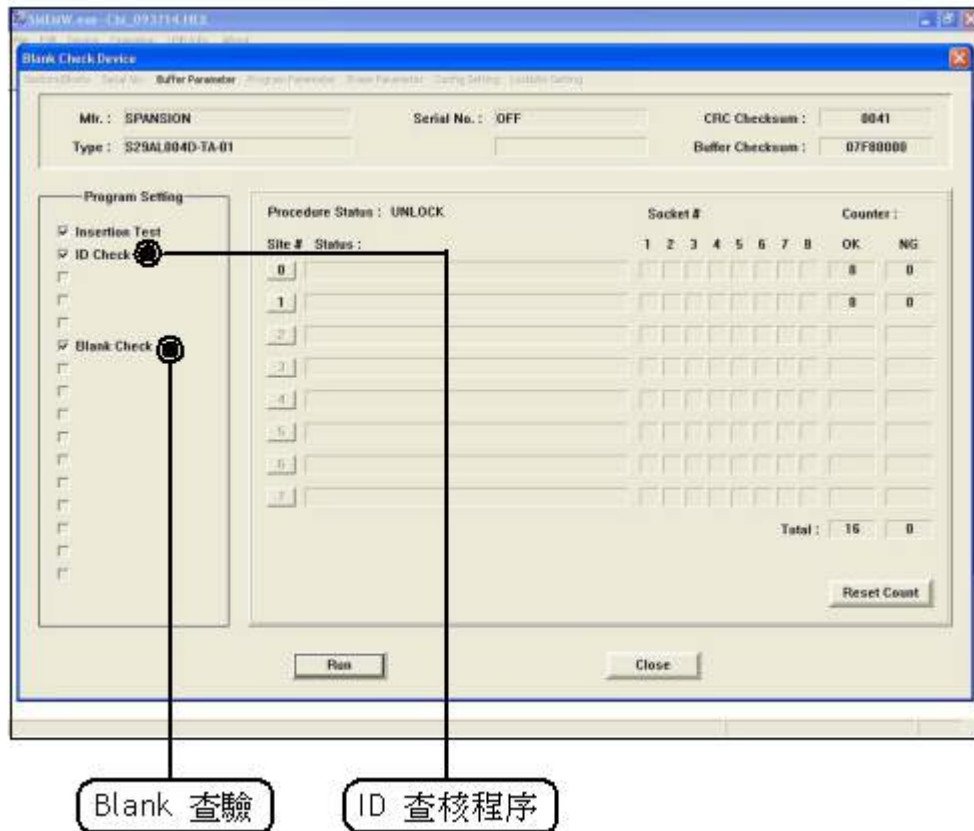 Blank Check Device
Buffer Parameter
Mfr. : SPANSION Serial No. : OFF CRC Checksum : 0041
Type : S29AL004D-TA-01 Buffer Checksum : 07F80000
Program Setting
Insertion Test
ID Check
Blank Check
Procedure Status : UNLOCK Socket # Counter :
Site # Status : 1 2 3 4 5 6 7 8 OK NG
0 8 0
1 8 0
2
3
4
5
6
7
Total : 16 0
Reset Count
Run Close
Blank 查驗 ID 查核程序